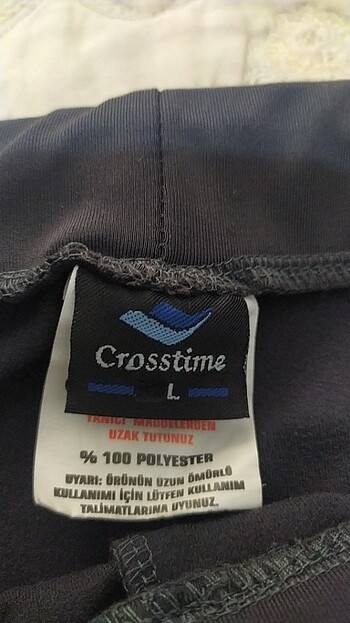 Crosstime
L
YANICI MADDELERDEN
UZAK TUTUNUZ
% 100 POLYESTER
UYARI: ÜRÜNÜN UZUN ÖMÜRLÜ
KULLANIMI İÇİN LÜTFEN KULLANIM
TALİMATLARINA UYUNUZ.